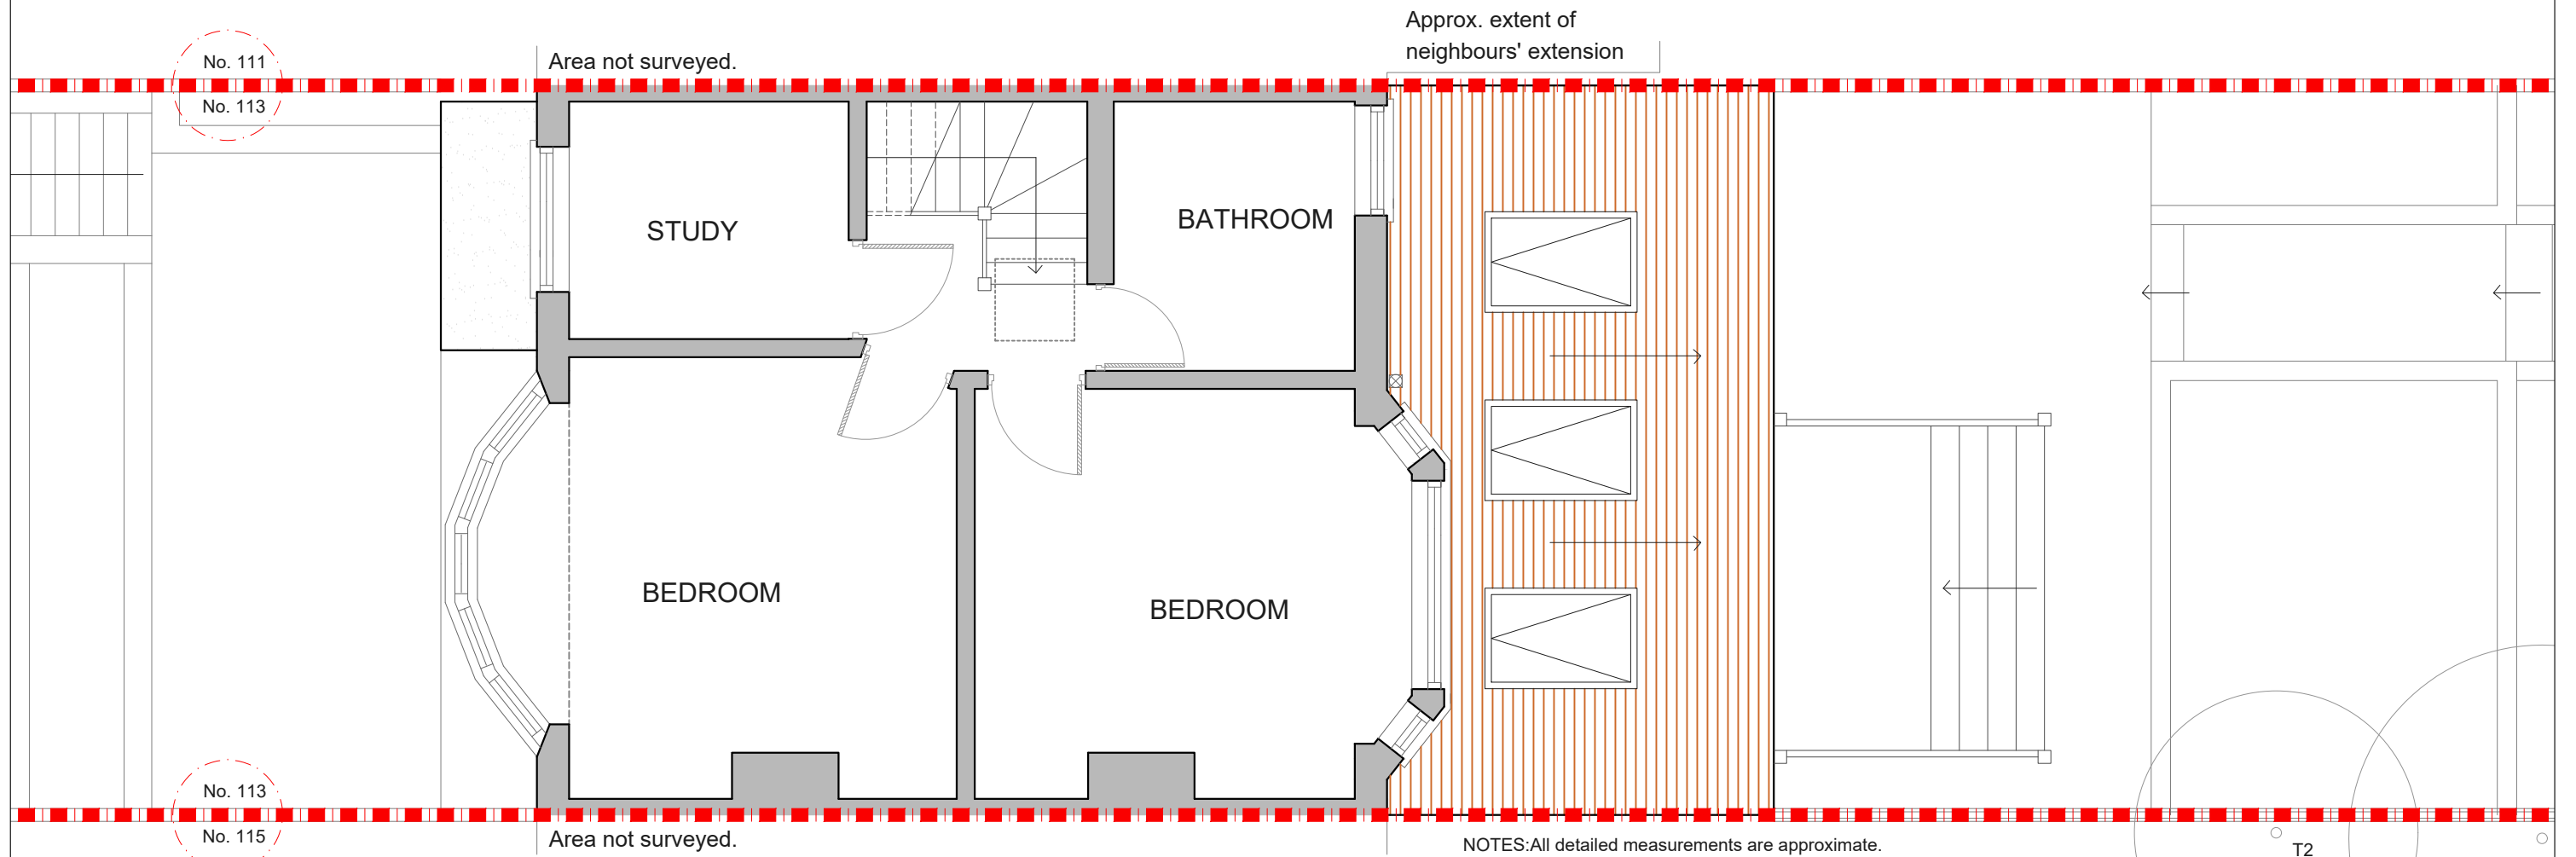 Approx. extent of
neighbours' extension
No. 111
Area not surveyed.
No. 113
STUDY
BATHROOM
BEDROOM
BEDROOM
No. 113
No. 115
Area not surveyed.
NOTES:All detailed measurements are approximate.
T2